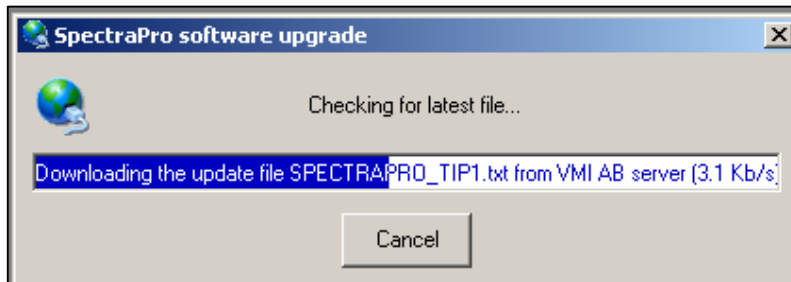 SpectraPro software upgrade
Checking for latest file...
Downloading the update file SPECTRAPRO_TIP1.txt from VMI AB server (3.1 Kb/s)
Cancel